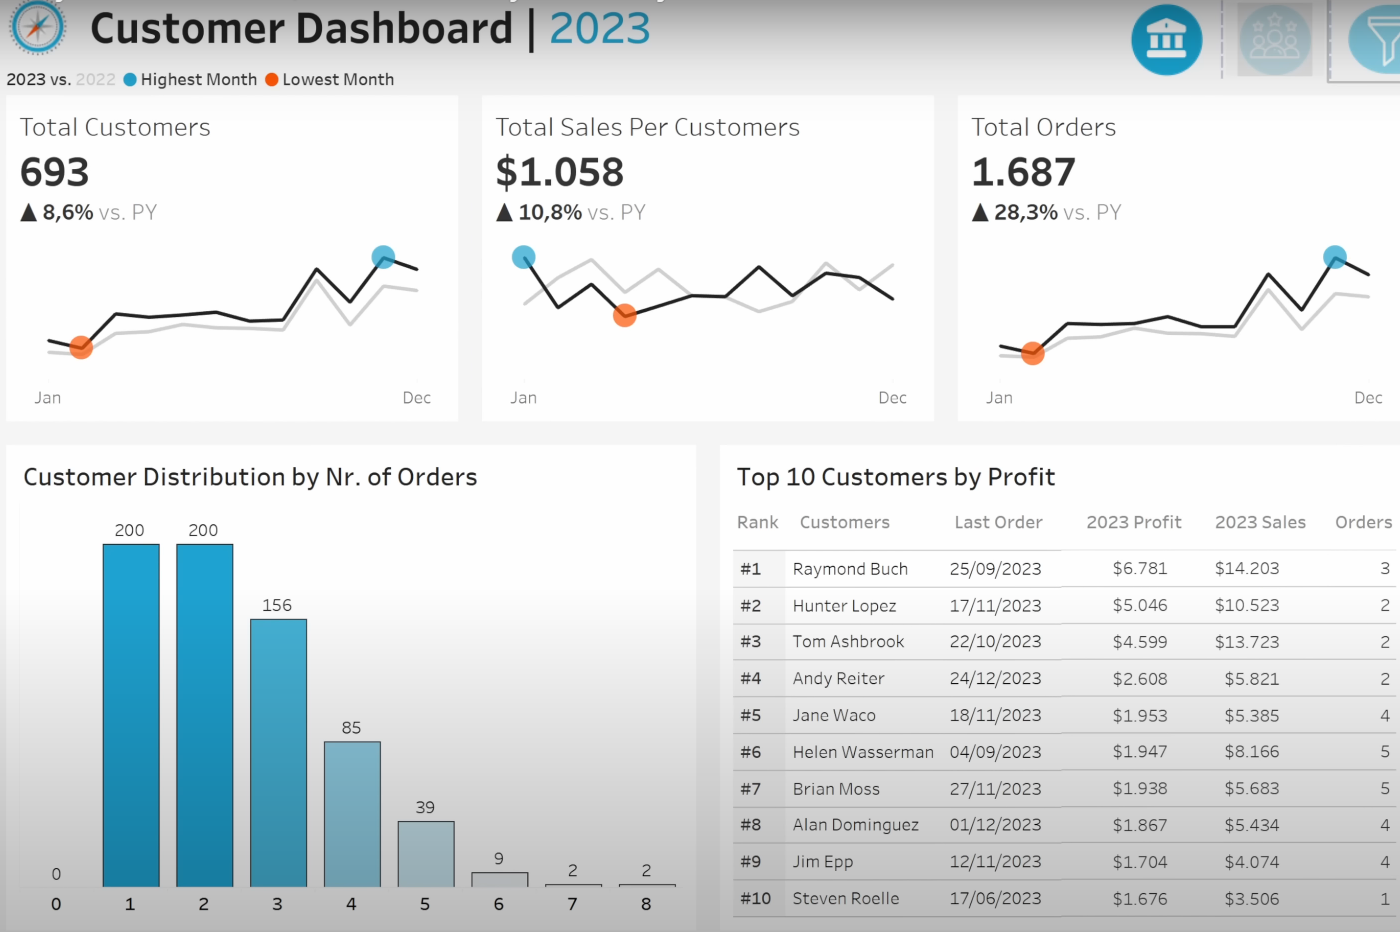 Customer Dashboard | 2023
2023 vs. 2022 Highest Month Lowest Month
Total Customers
693
▲ 8,6% vs. PY
Jan Dec
Total Sales Per Customers
$1.058
▲ 10,8% vs. PY
Jan Dec
Total Orders
1.687
▲ 28,3% vs. PY
Jan Dec
Customer Distribution by Nr. of Orders
0 200 200 156 85 39 9 2 2
0 1 2 3 4 5 6 7 8
Top 10 Customers by Profit
Rank Customers Last Order 2023 Profit 2023 Sales Orders
#1 Raymond Buch 25/09/2023 $6.781 $14.203 3
#2 Hunter Lopez 17/11/2023 $5.046 $10.523 2
#3 Tom Ashbrook 22/10/2023 $4.599 $13.723 2
#4 Andy Reiter 24/12/2023 $2.608 $5.821 2
#5 Jane Waco 18/11/2023 $1.953 $5.385 4
#6 Helen Wasserman 04/09/2023 $1.947 $8.166 5
#7 Brian Moss 27/11/2023 $1.938 $5.683 5
#8 Alan Dominguez 01/12/2023 $1.867 $5.434 4
#9 Jim Epp 12/11/2023 $1.704 $4.074 4
#10 Steven Roelle 17/06/2023 $1.676 $3.506 1